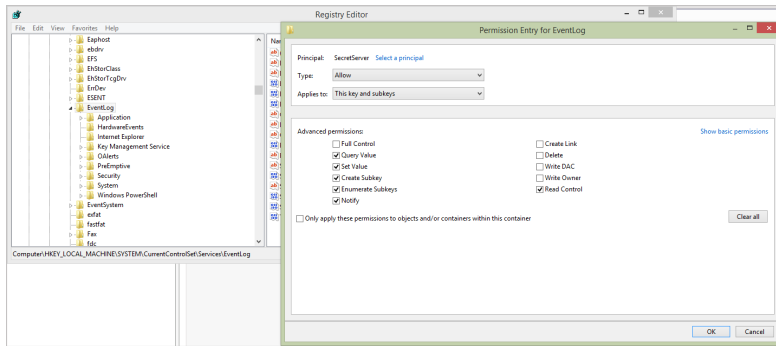 Registry Editor
File Edit View Favorites Help
Eaphost
ebdrv
EFS
EhStorClass
EhStorTcgDrv
ErrDev
ESENT
EventLog
Application
HardwareEvents
Internet Explorer
Key Management Service
OAlerts
PreEmptive
Security
System
Windows PowerShell
EventSystem
exfat
fastfat
Fax
fdc
Computer\HKEY_LOCAL_MACHINE\SYSTEM\CurrentControlSet\Services\EventLog
Permission Entry for EventLog
Principal: SecretServer Select a principal
Type: Allow
Applies to: This key and subkeys
Advanced permissions Show basic permissions
Full Control Create Link
Query Value Delete
Set Value Write DAC
Create Subkey Write Owner
Enumerate Subkeys Read Control
Notify
Only apply these permissions to objects and/or containers within this container Clear all
OK Cancel